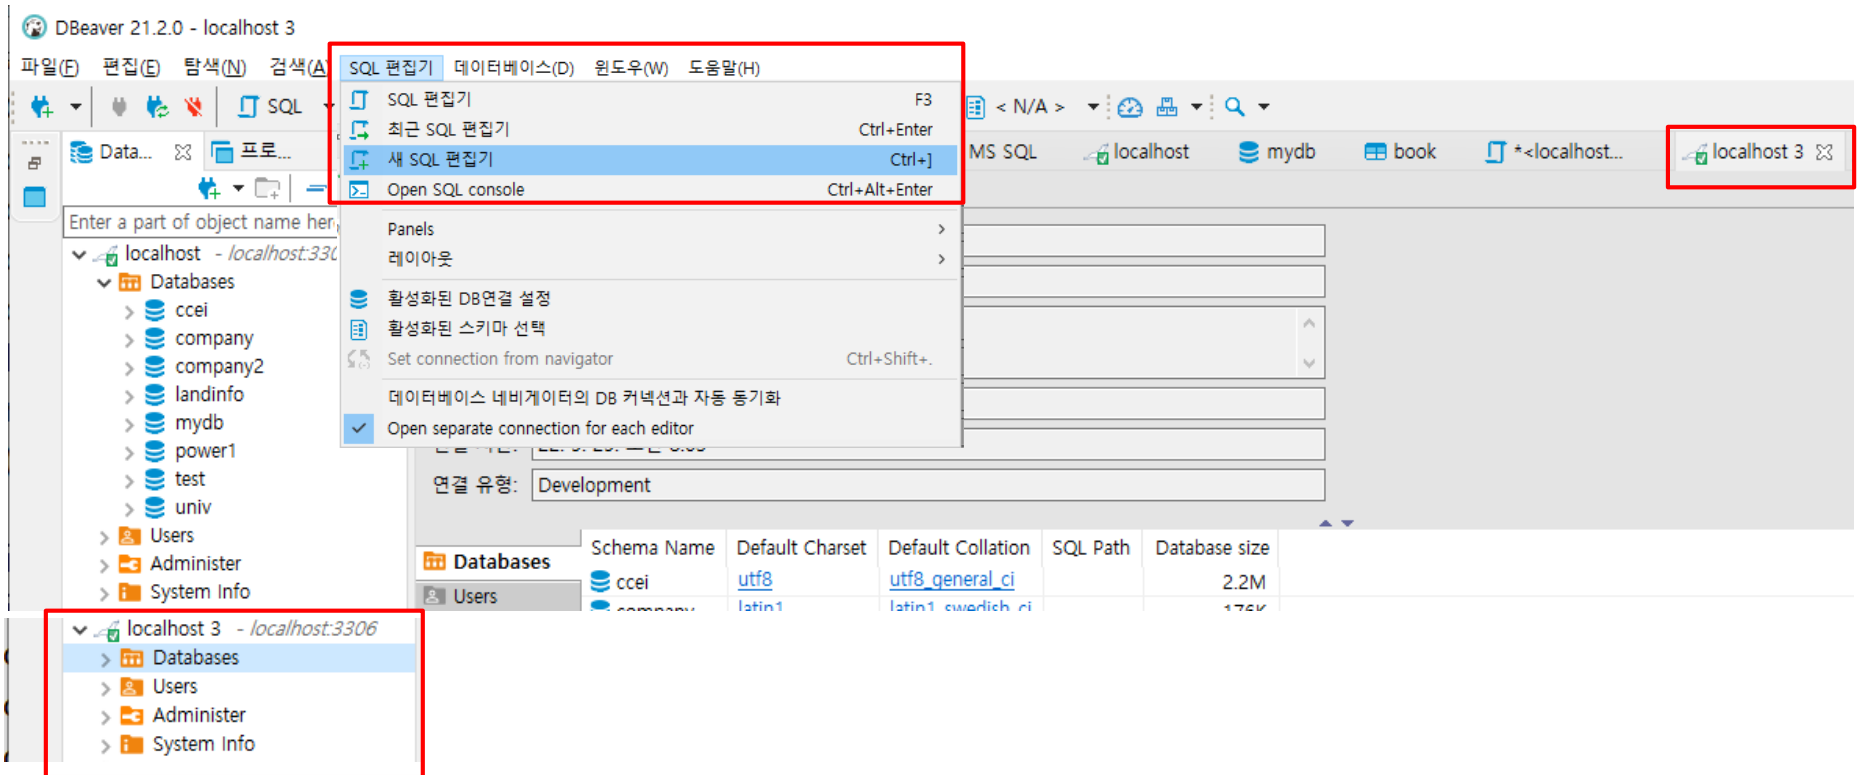 DBeaver 21.2.0 - localhost 3
파일(F) 편집(E) 탐색(N) 검색(A) SQL 편집기 데이터베이스(D) 윈도우(W) 도움말(H)
SQL
< N/A >
SQL 편집기 F3
최근 SQL 편집기 Ctrl+Enter
새 SQL 편집기 Ctrl+]
Open SQL console Ctrl+Alt+Enter
Panels
레이아웃
활성화된 DB연결 설정
활성화된 스키마 선택
Set connection from navigator Ctrl+Shift+.
데이터베이스 네비게이터의 DB 커넥션과 자동 동기화
Open separate connection for each editor
Data... 프로...
MS SQL localhost mydb book *<localhost... localhost 3
Enter a part of object name here
localhost - localhost:330
Databases
ccei
company
company2
landinfo
mydb
power1
test
univ
Users
Administer
System Info
연결 유형: Development
Databases
Users
Schema Name Default Charset Default Collation SQL Path Database size
ccei utf8 utf8_general_ci 2.2M
company latin1 latin1_swedish_ci 176K
localhost 3 - localhost:3306
Databases
Users
Administer
System Info